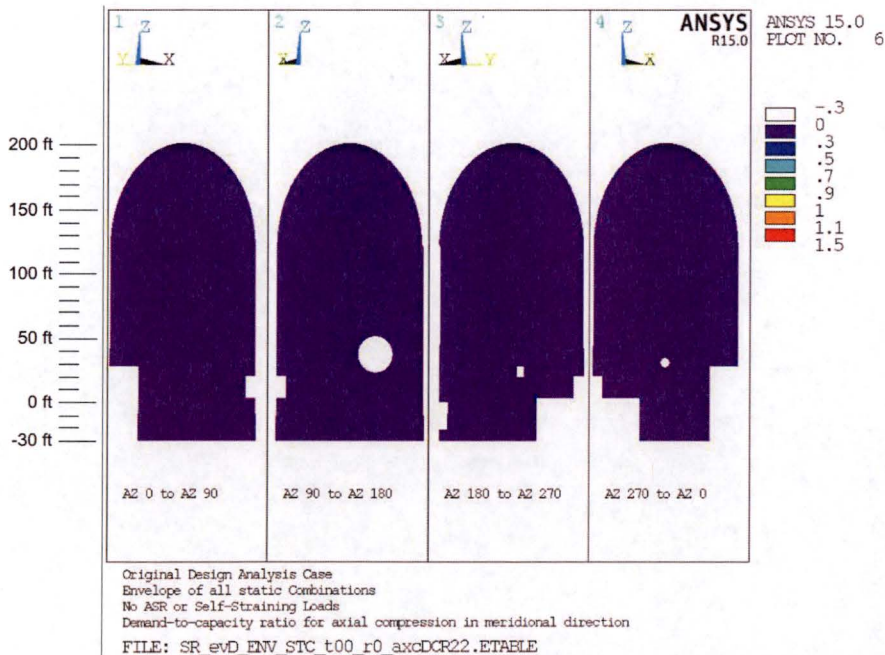 1 2 3 4 ANSYS
R15.0
ANSYS 15.0
PLOT NO. 6
Z Z Z Z
Y X X X Y X
-.3
0
.3
.5
.7
.9
1
1.1
1.5
200 ft
150 ft
100 ft
50 ft
0 ft
-30 ft
AZ 0 to AZ 90 AZ 90 to AZ 180 AZ 180 to AZ 270 AZ 270 to AZ 0
Original Design Analysis Case
Envelope of all static Combinations
No ASR or Self-Straining Loads
Demand-to-capacity ratio for axial compression in meridional direction
FILE: SR_evD_ENV_STC_t00_r0_axcDCR22.ETABLE